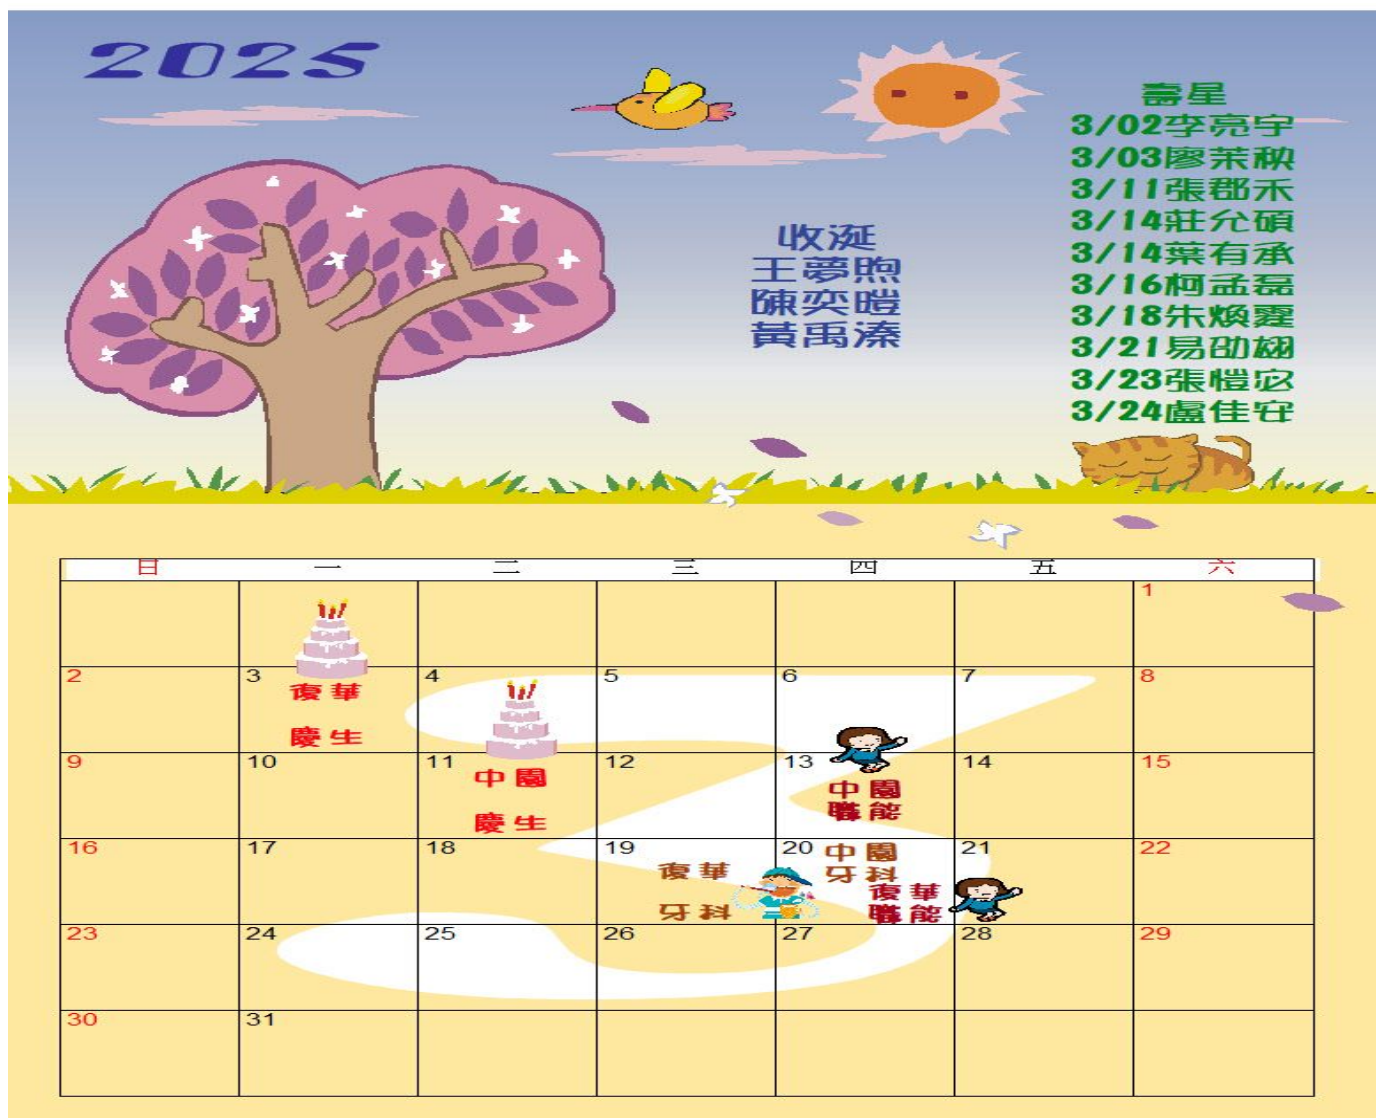 2025
壽星
3/02李亮宇
3/03廖茉秧
3/11張郡禾
3/14莊允碩
3/14葉有承
3/16柯孟磊
3/18朱煥霆
3/21易劭栩
3/23張愷宓
3/24盧佳安
收涎
王夢煦
陳奕暟
黃禹溱
日 一 二 三 四 五 六
1
2 3 4 5 6 7 8
復華
慶生
9 10 11 12 13 14 15
中園
慶生
中園
職能
16 17 18 19 20 21 22
復華
牙科
中園
牙科
復華
職能
23 24 25 26 27 28 29
30 31